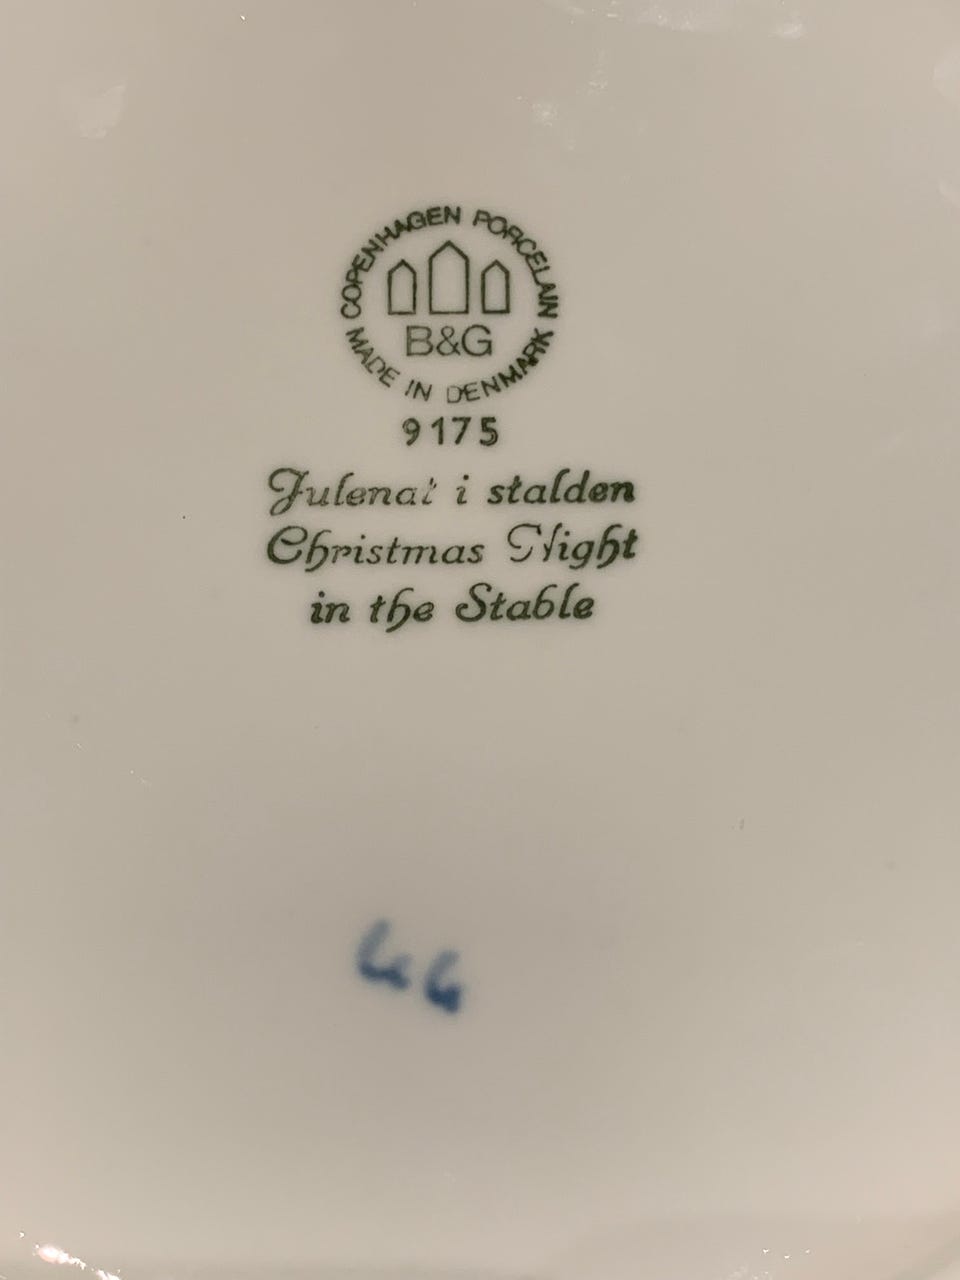 COPENHAGEN PORCELAIN
B&G
MADE IN DENMARK
9175
Julenat i stalden
Christmas Night
in the Stable